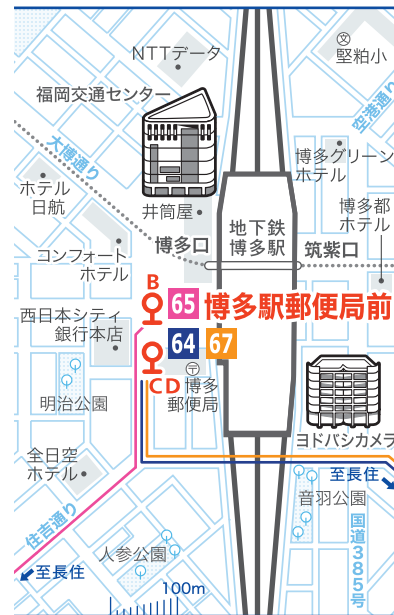 NTTデータ
堅粕小
福岡交通センター
空港通り
大博通り
ホテル
日航
井筒屋
博多グリーン
ホテル
博多都
ホテル
地下鉄
博多駅
博多口
筑紫口
コンフォート
ホテル
B
65 博多駅郵便局前
西日本シティ
銀行本店
64 67
CD
博多
郵便局
明治公園
ヨドバシカメラ
全日空
ホテル
至長住
音羽公園
住吉通り
国道385号
人参公園
至長住
100m